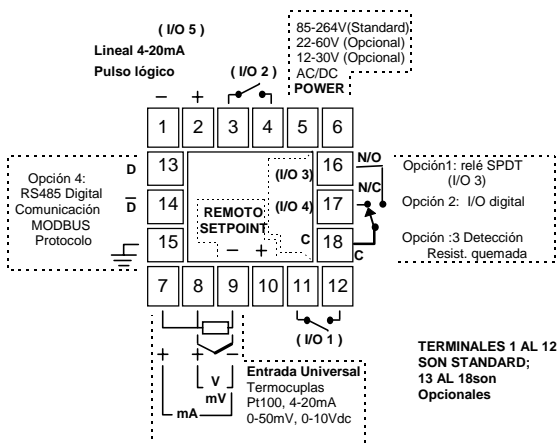 ( I/O 5 )
Lineal 4-20mA
Pulso lógico
( I/O 2 )
85-264V(Standard)
22-60V (Opcional)
12-30V (Opcional)
AC/DC
POWER
− +
1 2 3 4 5 6
D 13
D 14
15
Opción 4:
RS485 Digital
Comunicación
MODBUS
Protocolo
REMOTO
SETPOINT
− +
(I/O 3)
(I/O 4)
C
16 N/O
17 N/C
18 C
Opción1: relé SPDT
(I/O 3)
Opción 2: I/O digital
Opción :3 Detección
Resist. quemada
7 8 9 10 11 12
( I/O 1 )
+ + −
V
mV
mA
Entrada Universal
Termocuplas
Pt100, 4-20mA
0-50mV, 0-10Vdc
TERMINALES 1 AL 12
SON STANDARD;
13 AL 18son
Opcionales